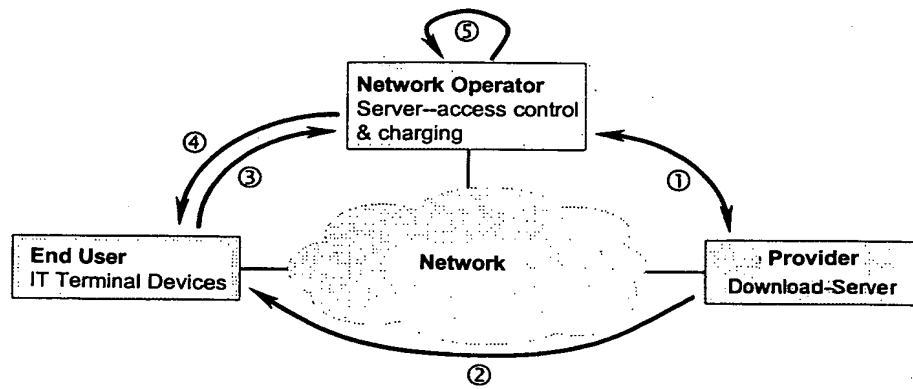 ⑤
Network Operator
Server--access control
& charging
④
③
①
End User
IT Terminal Devices
Network
Provider
Download-Server
②